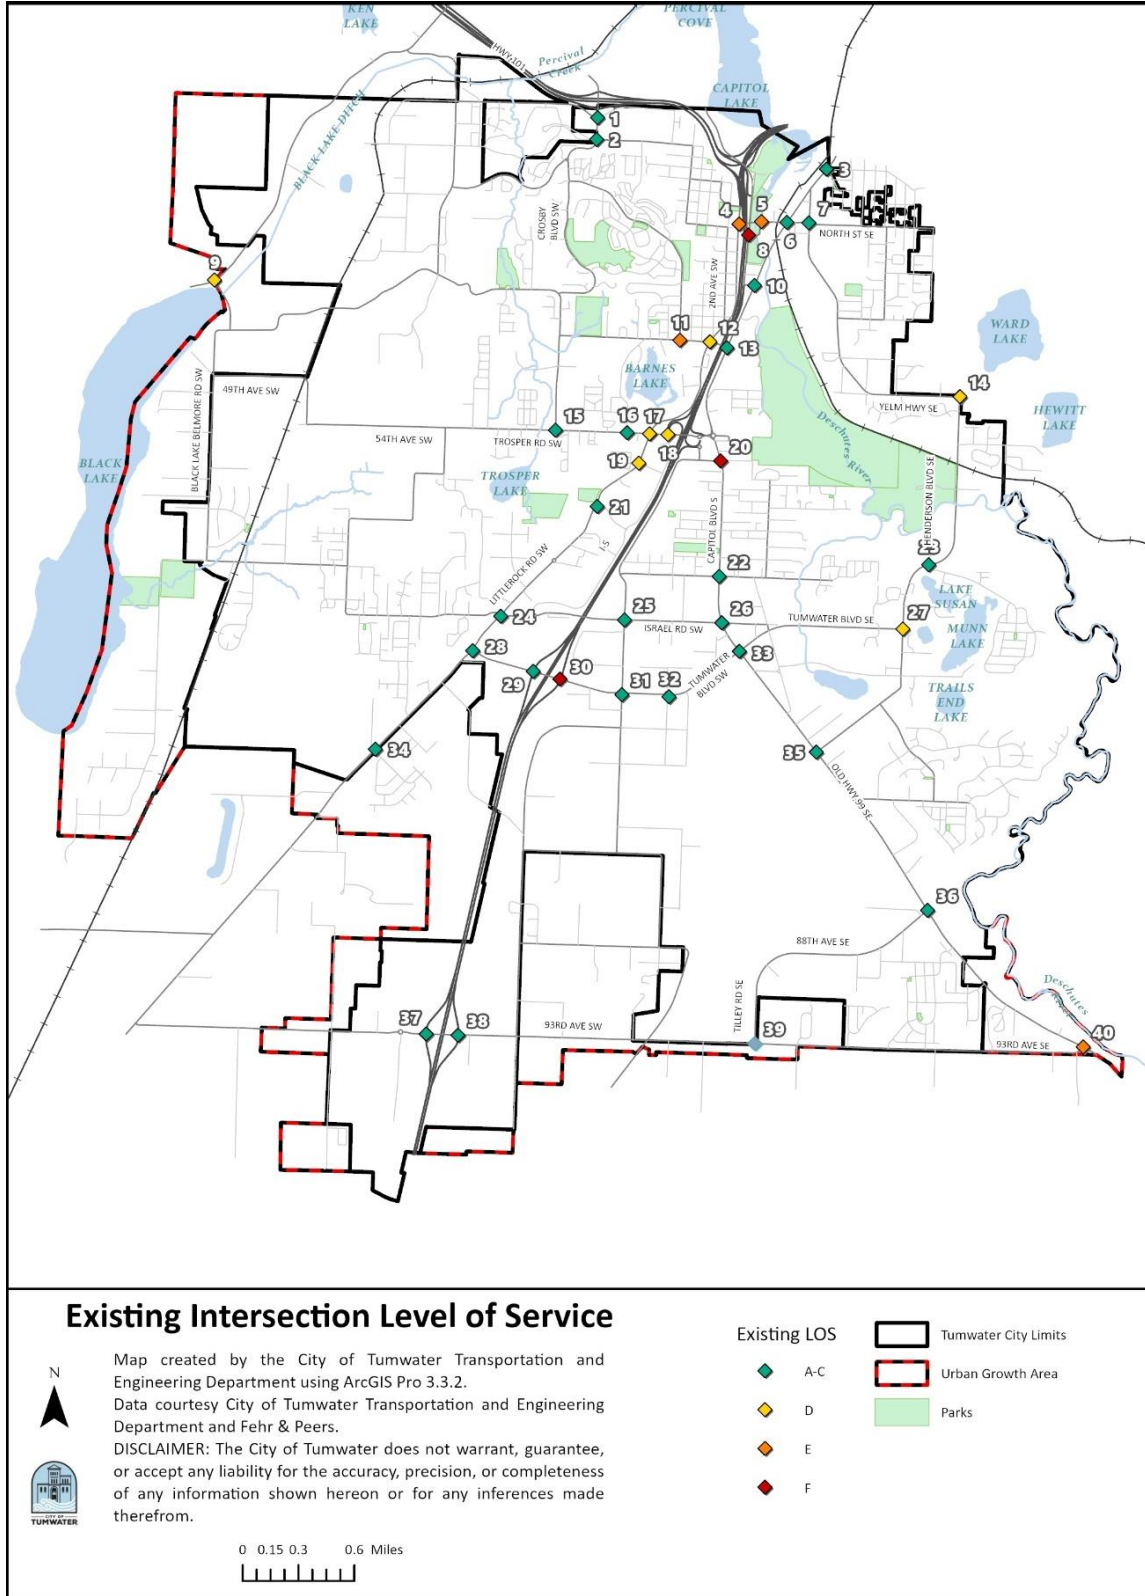 KEN
LAKE
PERCIVAL
COVE
HWY 101
Percival
Creek
CAPITOL
LAKE
BLACK LAKE DITCH
1
2
3
CROSBY
BLVD SW
4
5
6
7
8
NORTH ST SE
9
2ND AVE SW
10
11
12
13
WARD
LAKE
BARNES
LAKE
14
49TH AVE SW
YELM HWY SE
HEWITT
LAKE
BLACK LAKE BELMORE RD SW
15
16
17
18
54TH AVE SW
TROSPER RD SW
Deschutes
River
BLACK
LAKE
19
20
TROSPER
LAKE
21
HENDERSON BLVD SE
CAPITOL BLVD S
I-5
LITTLEROCK RD SW
22
23
LAKE
SUSAN
24
25
26
ISRAEL RD SW
TUMWATER BLVD SE
27
MUNN
LAKE
28
29
30
31
32
TUMWATER
BLVD SW
33
TRAILS
END
LAKE
34
35
OLD HWY 99 SE
36
88TH AVE SE
TILLEY RD SE
Deschutes
37
38
93RD AVE SW
39
93RD AVE SE
40
Existing Intersection Level of Service
N
Map created by the City of Tumwater Transportation and
Engineering Department using ArcGIS Pro 3.3.2.
Data courtesy City of Tumwater Transportation and Engineering
Department and Fehr & Peers.
DISCLAIMER: The City of Tumwater does not warrant, guarantee,
or accept any liability for the accuracy, precision, or completeness
of any information shown hereon or for any inferences made
therefrom.
CITY OF
TUMWATER
0 0.15 0.3 0.6 Miles
Existing LOS
A-C
D
E
F
Tumwater City Limits
Urban Growth Area
Parks